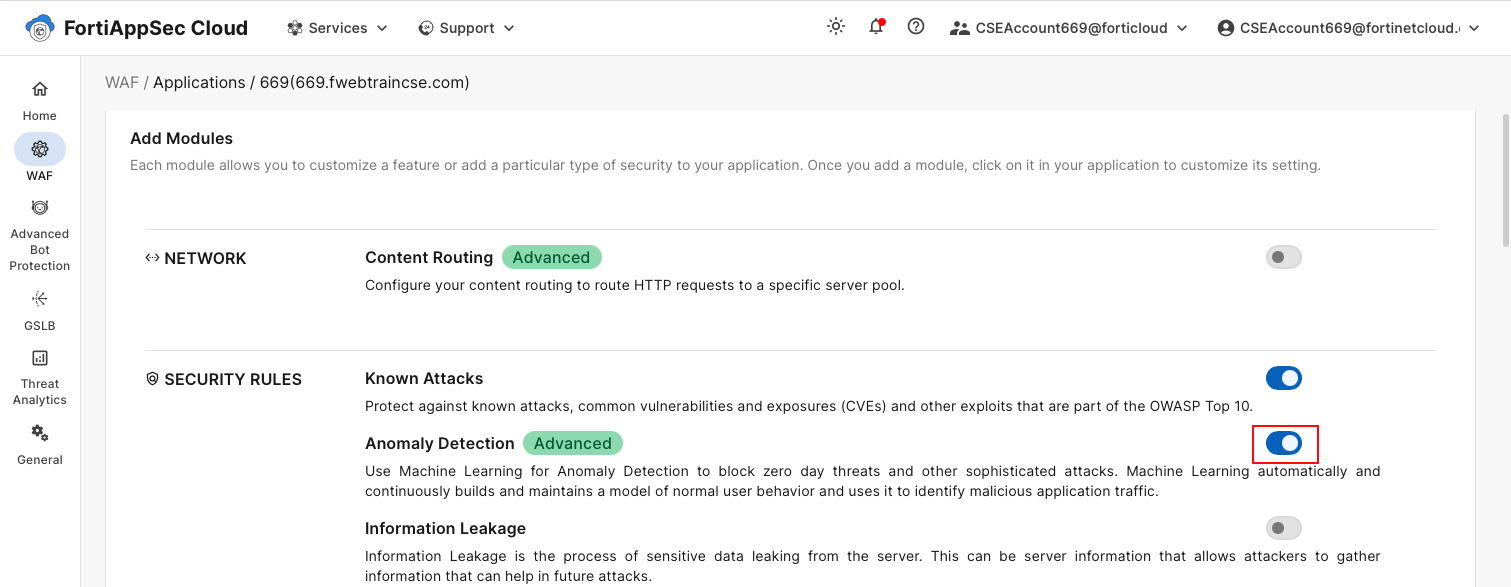 FortiAppSec Cloud
Services
Support
CSEAccount669@forticloud
CSEAccount669@fortinetcloud.
WAF / Applications / 669(669.fwebtraincse.com)
Home
WAF
Advanced
Bot
Protection
GSLB
Threat
Analytics
General
Add Modules
Each module allows you to customize a feature or add a particular type of security to your application. Once you add a module, click on it in your application to customize its setting.
NETWORK
Content Routing Advanced
Configure your content routing to route HTTP requests to a specific server pool.
SECURITY RULES
Known Attacks
Protect against known attacks, common vulnerabilities and exposures (CVEs) and other exploits that are part of the OWASP Top 10.
Anomaly Detection Advanced
Use Machine Learning for Anomaly Detection to block zero day threats and other sophisticated attacks. Machine Learning automatically and
continuously builds and maintains a model of normal user behavior and uses it to identify malicious application traffic.
Information Leakage
Information Leakage is the process of sensitive data leaking from the server. This can be server information that allows attackers to gather
information that can help in future attacks.